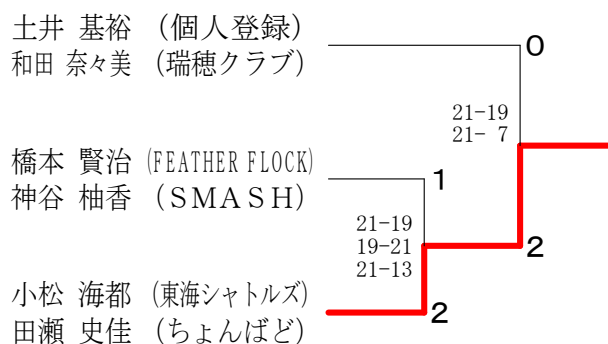 土井 基裕 (個人登録)
和田 奈々美 (瑞穂クラブ)
0
21-19
21- 7
橋本 賢治 (FEATHER FLOCK)
神谷 柚香 (SMASH)
1
21-19
19-21
21-13
2
小松 海都 (東海シャトルズ)
田瀬 史佳 (ちょんばど)
2